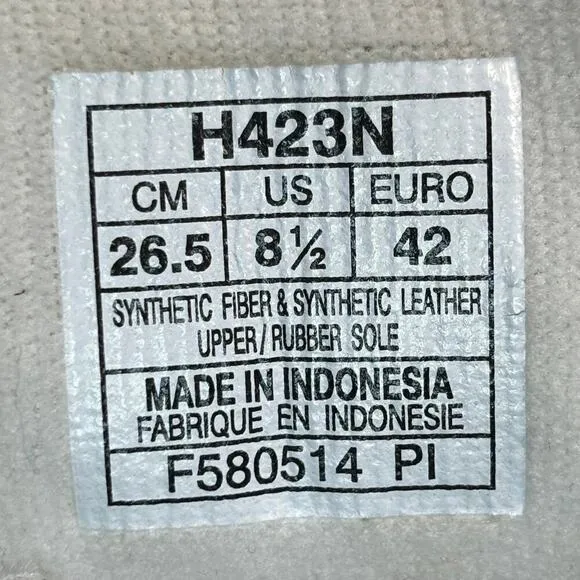 H423N
CM US EURO
26.5 8½ 42
SYNTHETIC FIBER & SYNTHETIC LEATHER
UPPER/RUBBER SOLE
MADE IN INDONESIA
FABRIQUE EN INDONESIE
F580514 PI